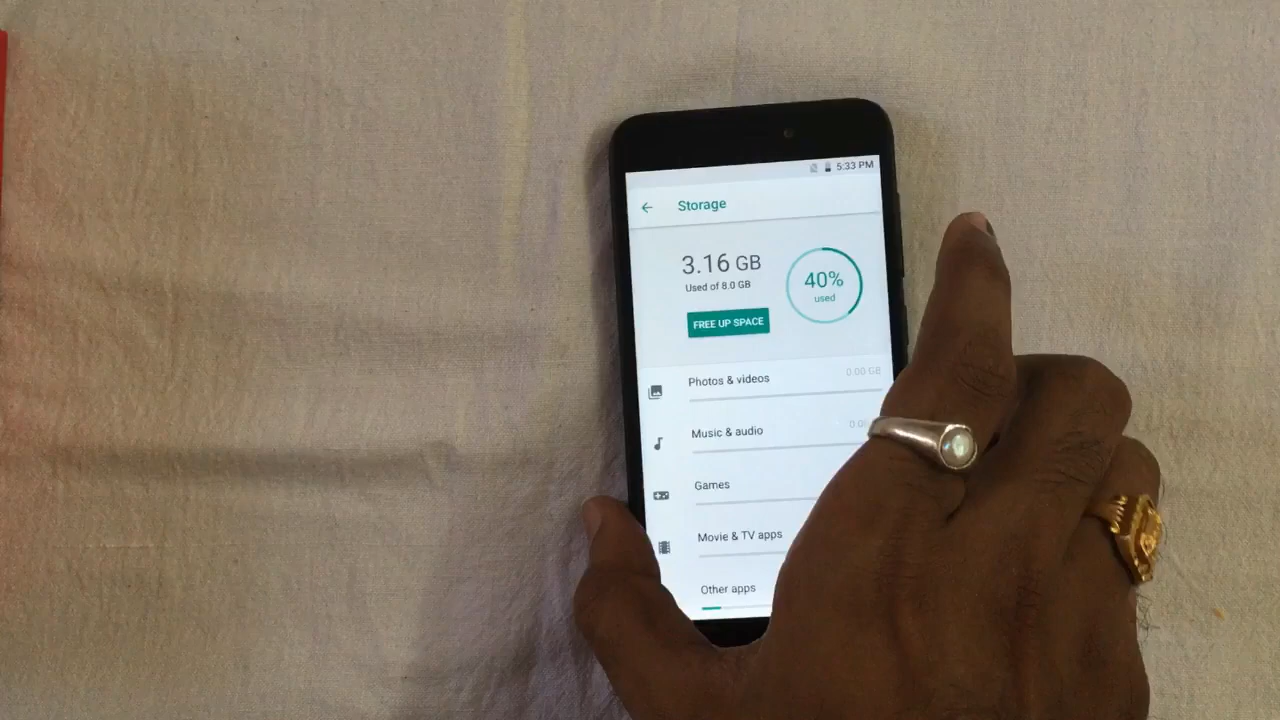 5:33 PM
Storage
3.16 GB
Used of 8.0 GB
40%
used
FREE UP SPACE
Photos & videos 0.00 GB
Music & audio
Games
Movie & TV apps
Other apps